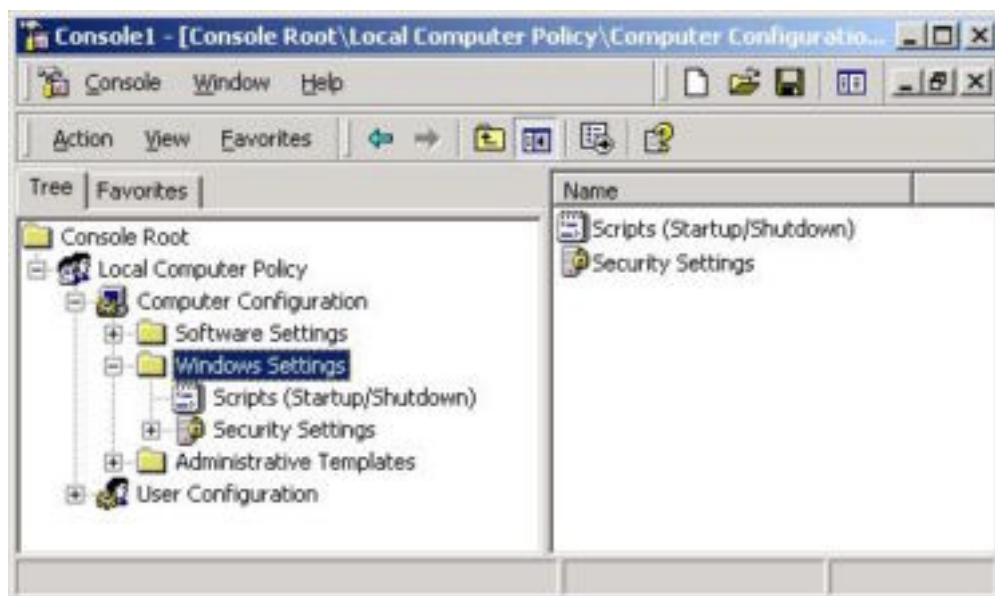 Console1 - [Console Root\Local Computer Policy\Computer Configuratio...
Console Window Help
Action View Favorites
Tree Favorites
Console Root
Local Computer Policy
Computer Configuration
Software Settings
Windows Settings
Scripts (Startup/Shutdown)
Security Settings
Administrative Templates
User Configuration
Name
Scripts (Startup/Shutdown)
Security Settings